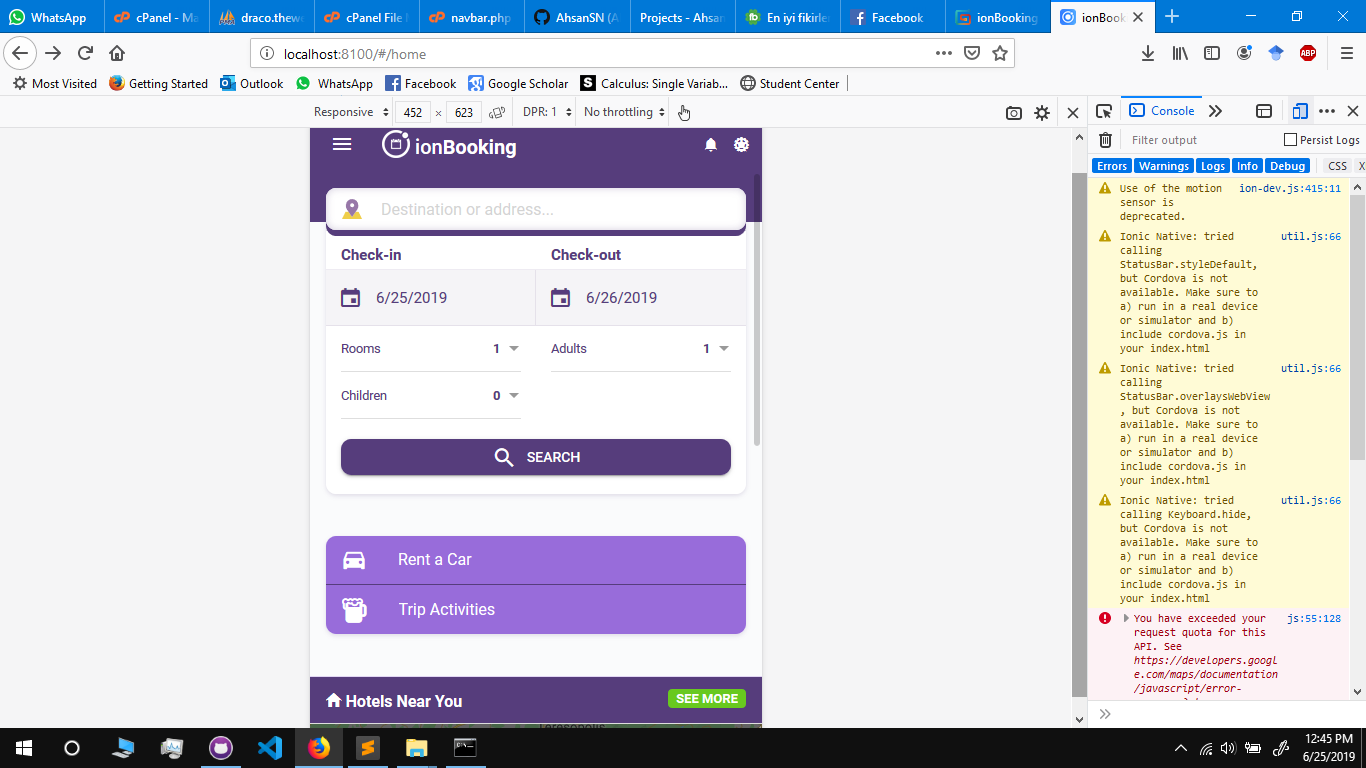 WhatsApp
cPanel - Ma
draco.thewe
cPanel File M
navbar.php
AhsanSN (A
Projects - Ahsan
En iyi fikirler
Facebook
ionBooking
ionBook
localhost:8100/#/home
Most Visited
Getting Started
Outlook
WhatsApp
Facebook
Google Scholar
Calculus: Single Variab...
Student Center
Responsive
452 × 623
DPR: 1
No throttling
Console
Filter output
Persist Logs
Errors
Warnings
Logs
Info
Debug
CSS
X
ionBooking
Destination or address...
Check-in
Check-out
6/25/2019
6/26/2019
Rooms
1
Adults
1
Children
0
SEARCH
Rent a Car
Trip Activities
Hotels Near You
SEE MORE
Use of the motion ion-dev.js:415:11
sensor is
deprecated.
Ionic Native: tried util.js:66
calling
StatusBar.styleDefault,
but Cordova is not
available. Make sure to
a) run in a real device
or simulator and b)
include cordova.js in
your index.html
Ionic Native: tried util.js:66
calling
StatusBar.overlaysWebView
, but Cordova is not
available. Make sure to
a) run in a real device
or simulator and b)
include cordova.js in
your index.html
Ionic Native: tried util.js:66
calling Keyboard.hide,
but Cordova is not
available. Make sure to
a) run in a real device
or simulator and b)
include cordova.js in
your index.html
You have exceeded your js:55:128
request quota for this
API. See
https://developers.googl
e.com/maps/documentation
/javascript/error-
12:45 PM
6/25/2019